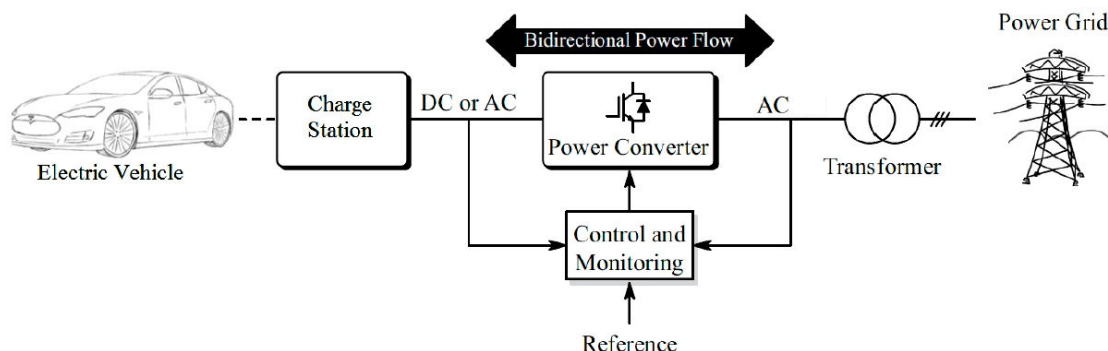 Power Grid
Bidirectional Power Flow
Charge
Station
DC or AC
AC
Power Converter
Electric Vehicle
Transformer
Control and
Monitoring
Reference